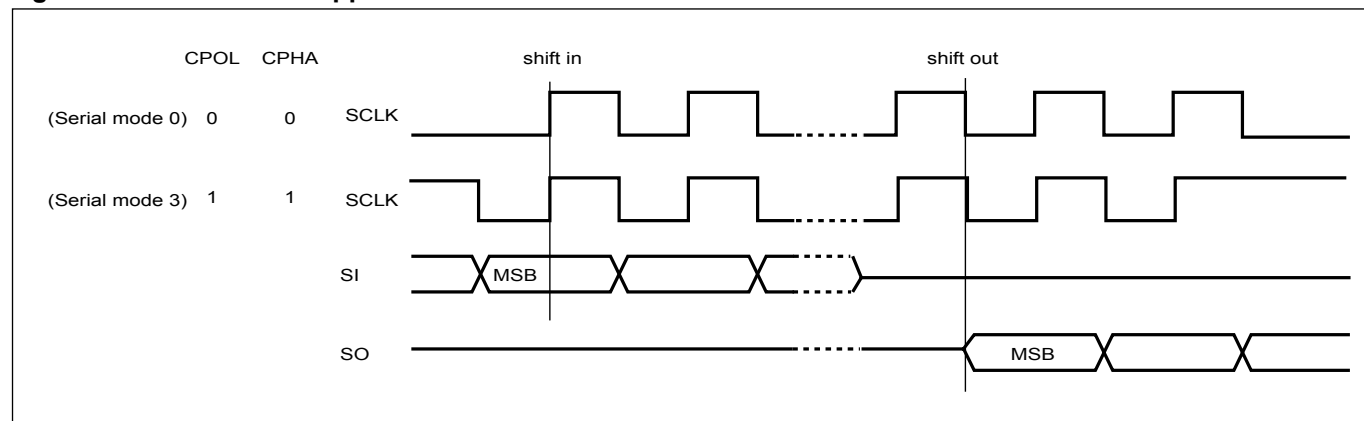 CPOL CPHA shift in shift out
(Serial mode 0) 0 0 SCLK
(Serial mode 3) 1 1 SCLK
SI MSB
SO MSB